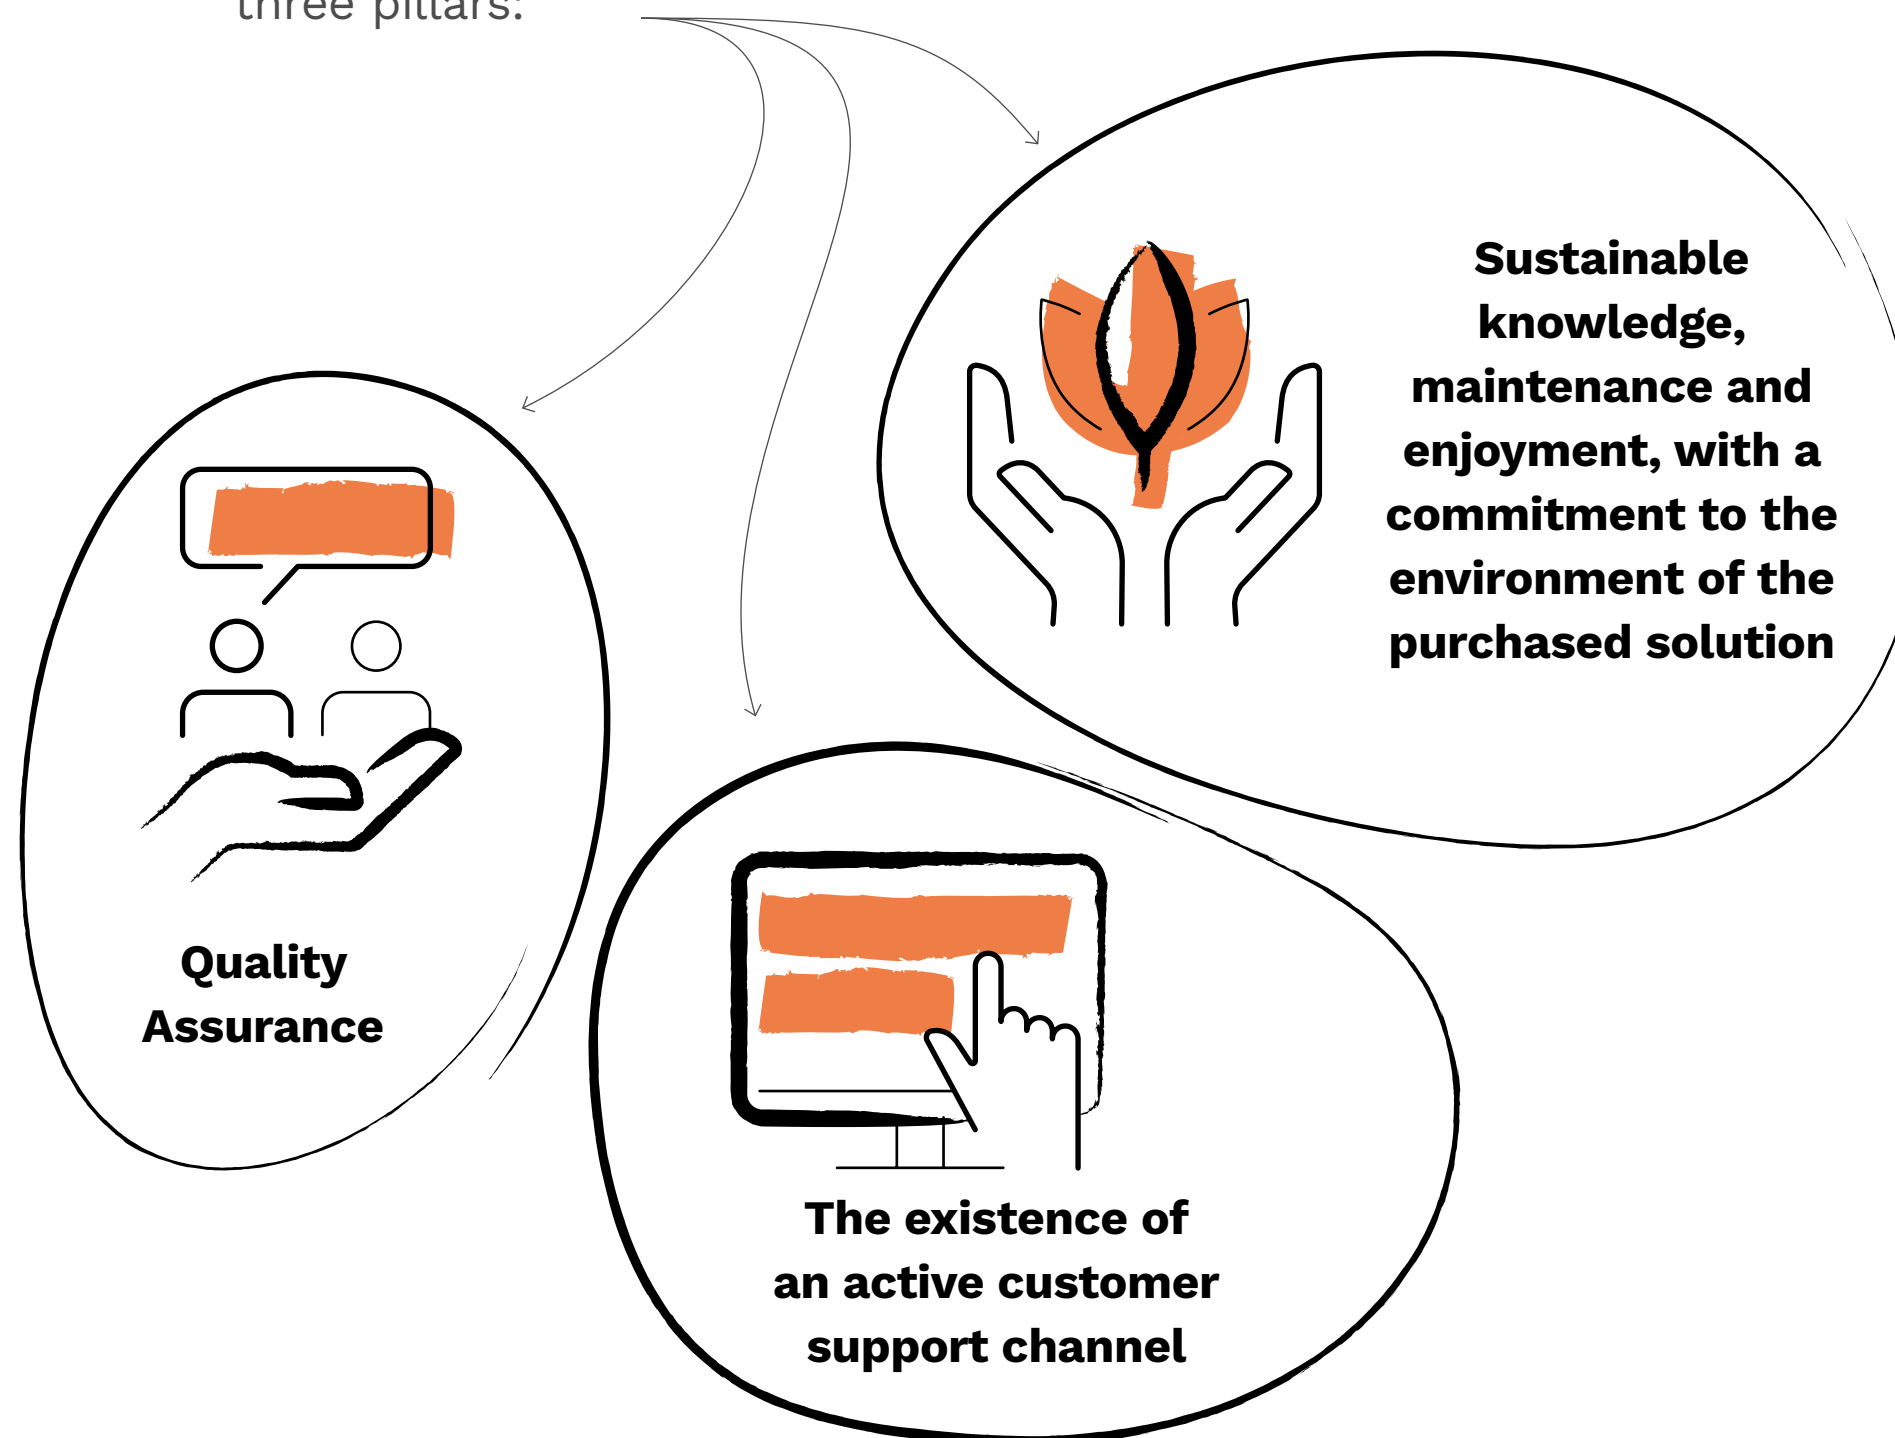 three pillars:
Sustainable
knowledge,
maintenance and
enjoyment, with a
commitment to the
environment of the
purchased solution
Quality
Assurance
The existence of
an active customer
support channel